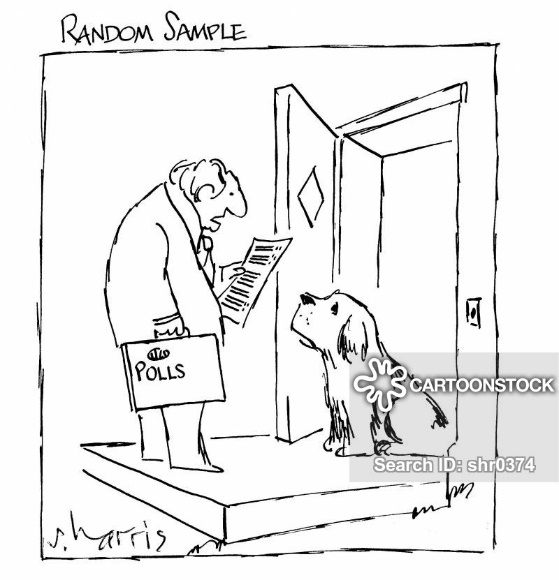 RANDOM SAMPLE
POLLS
CARTOONSTOCK
Search ID: shr0374
s. harris